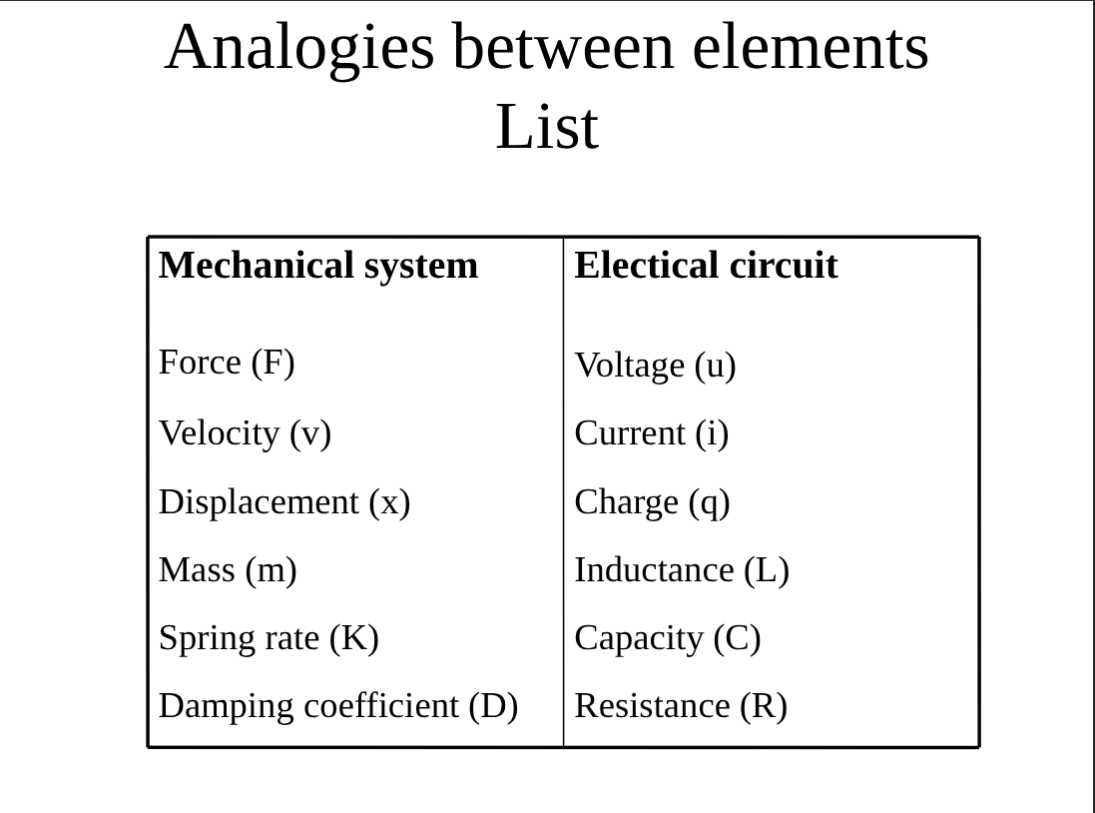 Analogies between elements
List
Mechanical system
Electical circuit
Force (F)
Voltage (u)
Velocity (v)
Current (i)
Displacement (x)
Charge (q)
Mass (m)
Inductance (L)
Spring rate (K)
Capacity (C)
Damping coefficient (D)
Resistance (R)